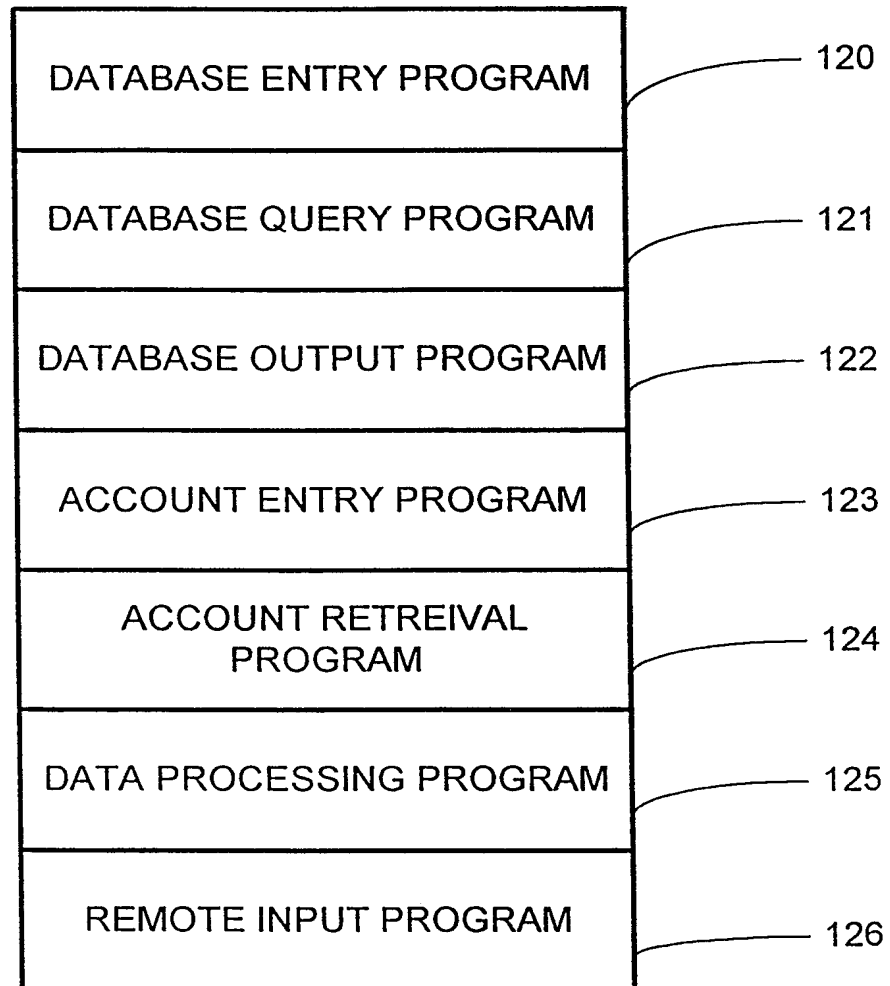 DATABASE ENTRY PROGRAM
120
DATABASE QUERY PROGRAM
121
DATABASE OUTPUT PROGRAM
122
ACCOUNT ENTRY PROGRAM
123
ACCOUNT RETREIVAL
PROGRAM
124
DATA PROCESSING PROGRAM
125
REMOTE INPUT PROGRAM
126